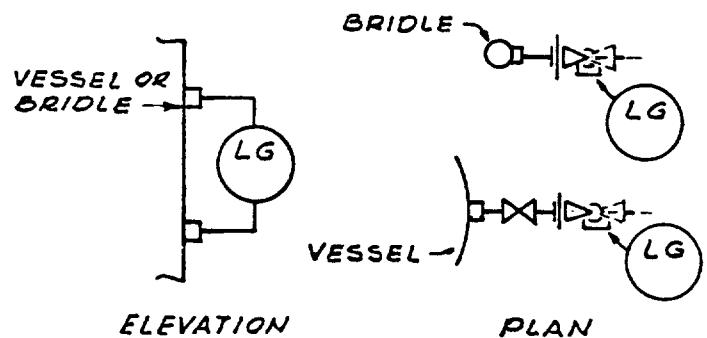 BRIDLE
VESSEL OR
BRIDLE
LG
LG
VESSEL
LG
ELEVATION
PLAN